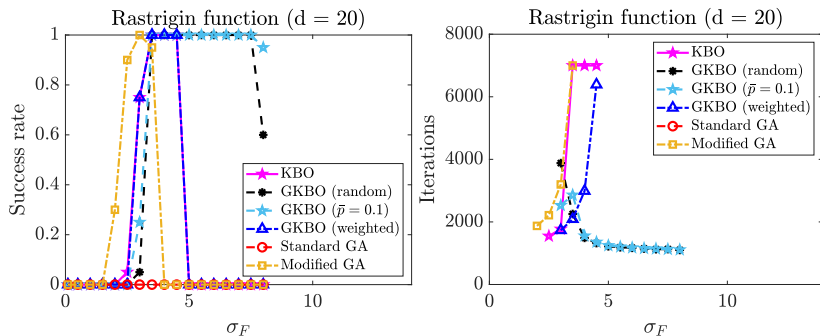 Rastrigin function (d = 20)
Success rate
1
0.8
0.6
0.4
0.2
0
0
5
10
σ_F
KBO
GKBO (random)
GKBO (p̄ = 0.1)
GKBO (weighted)
Standard GA
Modified GA
Rastrigin function (d = 20)
Iterations
8000
6000
4000
2000
0
0
5
10
σ_F
KBO
GKBO (random)
GKBO (p̄ = 0.1)
GKBO (weighted)
Standard GA
Modified GA